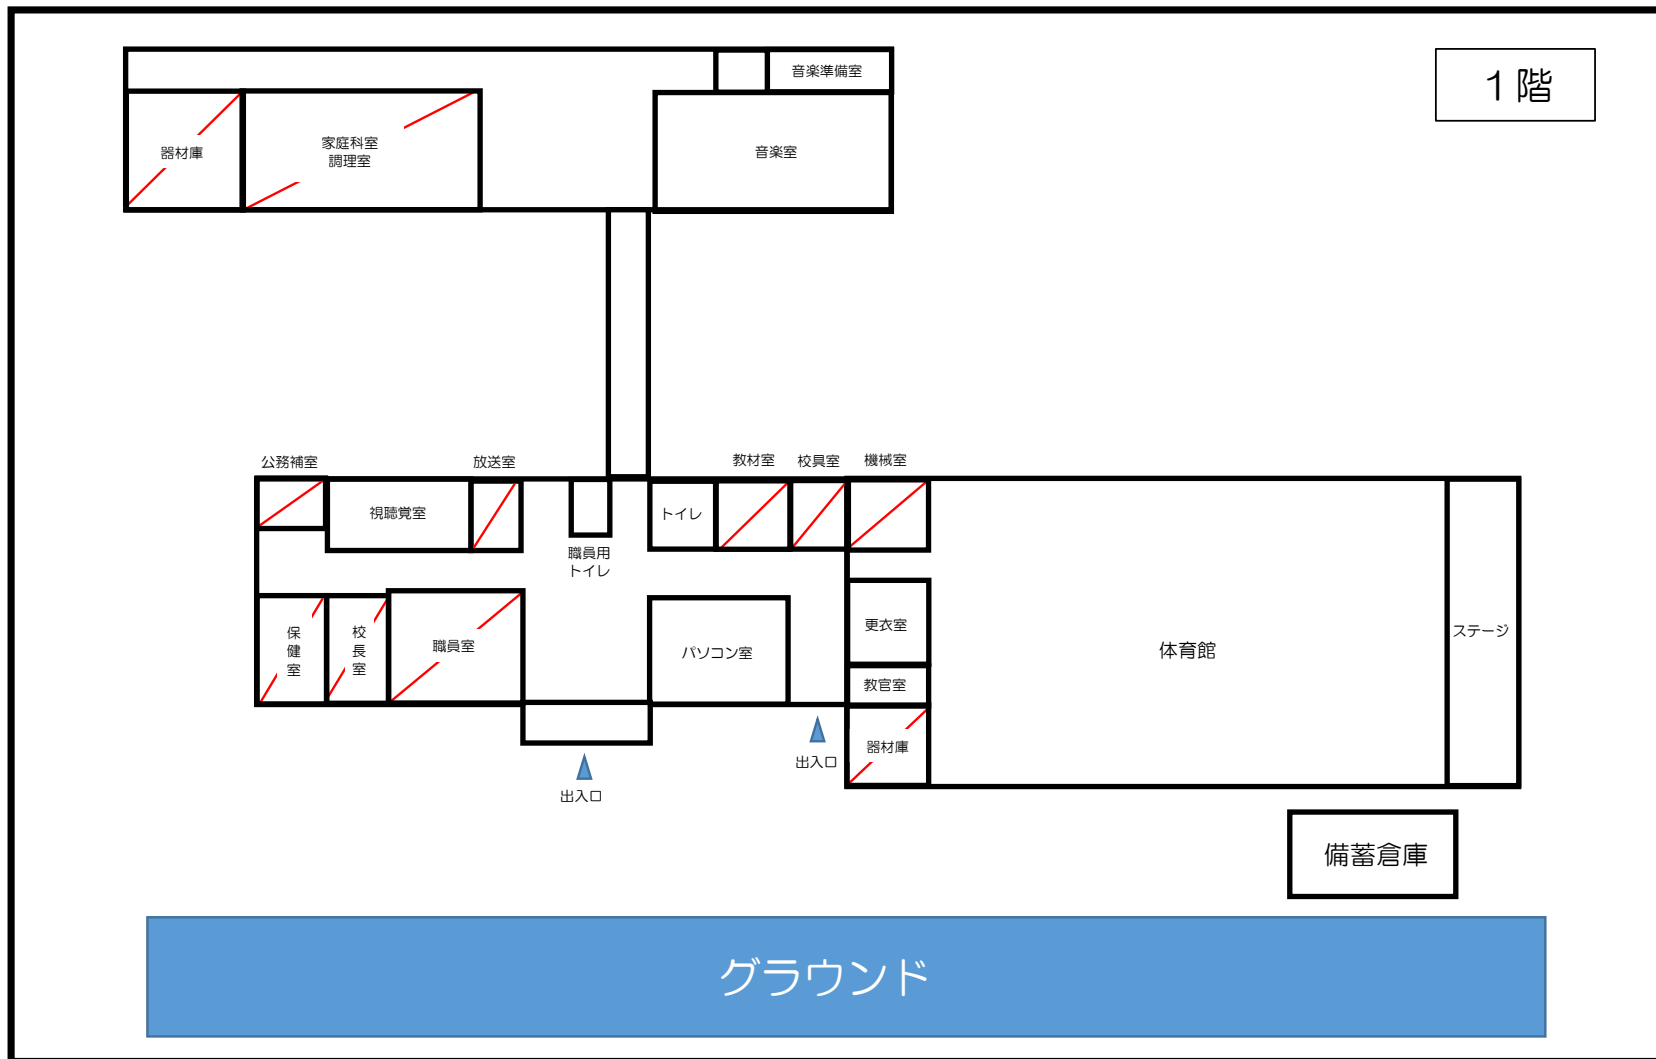 1階
音楽準備室
器材庫
家庭科室
調理室
音楽室
公務補室
放送室
教材室
校具室
機械室
視聴覚室
トイレ
職員用
トイレ
保健室
校長室
職員室
パソコン室
更衣室
教官室
体育館
ステージ
器材庫
出入口
出入口
備蓄倉庫
グラウンド